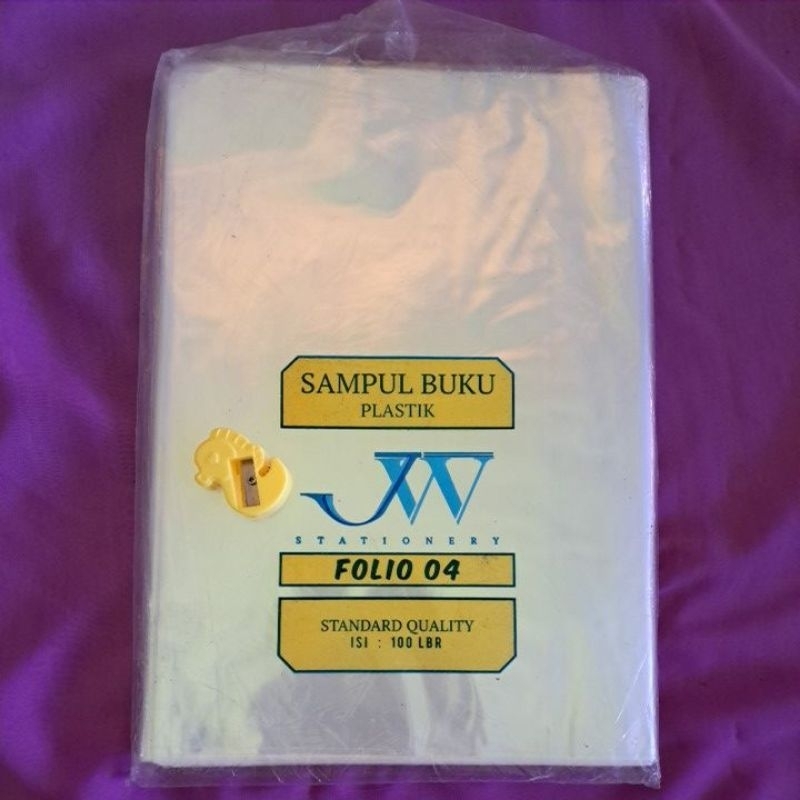 SAMPUL BUKU
PLASTIK
JW
STATIONERY
FOLIO 04
STANDARD QUALITY
ISI : 100 LBR